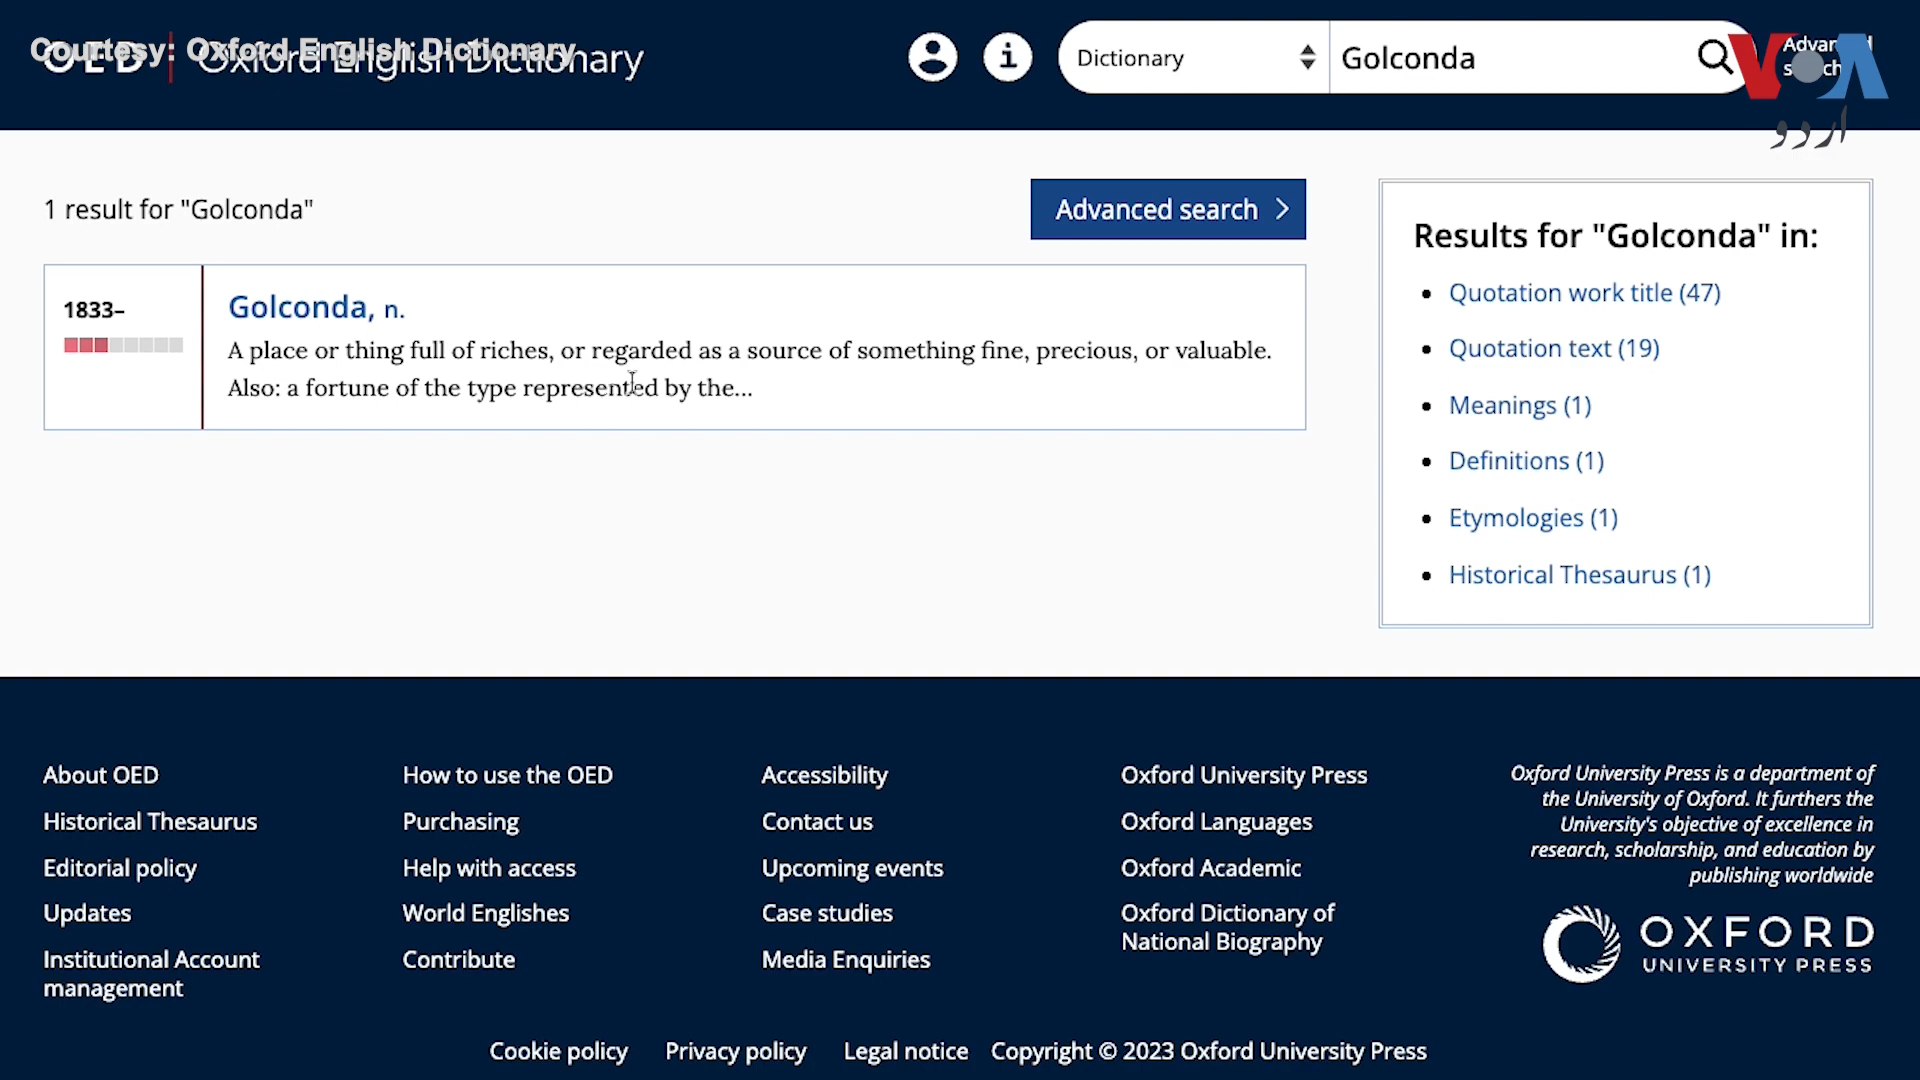 Courtesy: Oxford English Dictionary
OED Oxford English Dictionary
Dictionary
Golconda
Advanced search
VOA
اردو
1 result for "Golconda"
Advanced search
1833–
Golconda, n.
A place or thing full of riches, or regarded as a source of something fine, precious, or valuable.
Also: a fortune of the type represented by the...
Results for "Golconda" in:
Quotation work title (47)
Quotation text (19)
Meanings (1)
Definitions (1)
Etymologies (1)
Historical Thesaurus (1)
About OED
Historical Thesaurus
Editorial policy
Updates
Institutional Account
management
How to use the OED
Purchasing
Help with access
World Englishes
Contribute
Accessibility
Contact us
Upcoming events
Case studies
Media Enquiries
Oxford University Press
Oxford Languages
Oxford Academic
Oxford Dictionary of
National Biography
Oxford University Press is a department of
the University of Oxford. It furthers the
University's objective of excellence in
research, scholarship, and education by
publishing worldwide
OXFORD
UNIVERSITY PRESS
Cookie policy
Privacy policy
Legal notice
Copyright © 2023 Oxford University Press